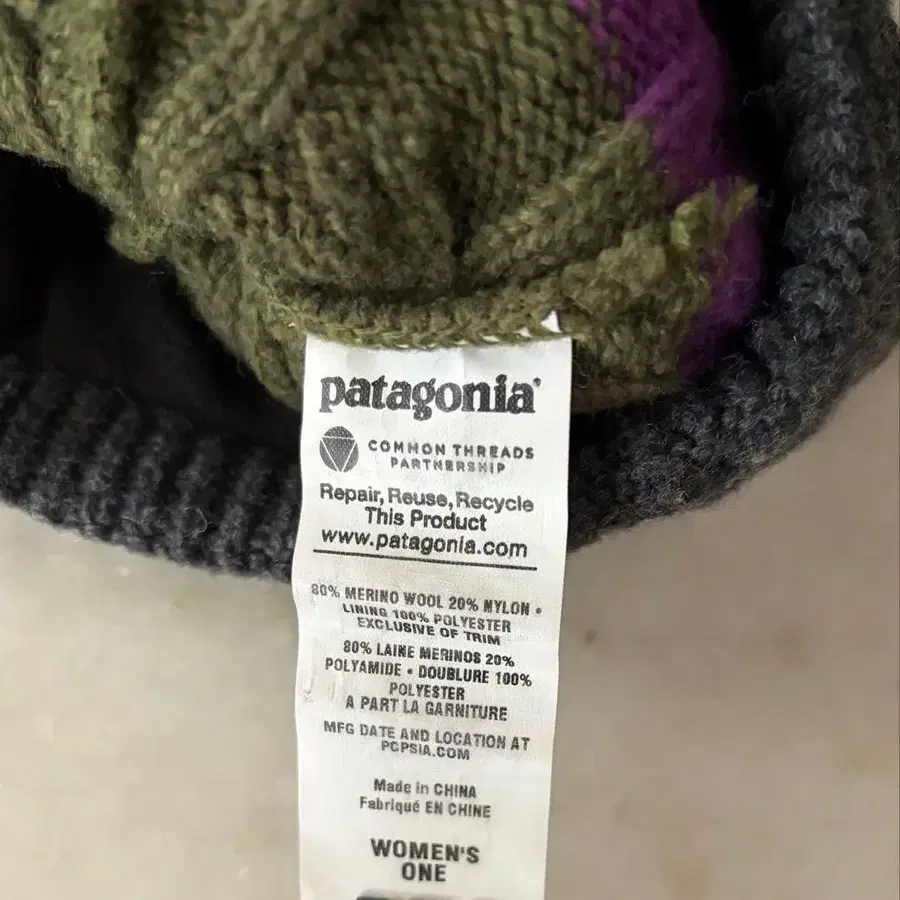 patagonia®
COMMON THREADS
PARTNERSHIP
Repair, Reuse, Recycle
This Product
www.patagonia.com
80% MERINO WOOL 20% NYLON •
LINING 100% POLYESTER
EXCLUSIVE OF TRIM
80% LAINE MERINOS 20%
POLYAMIDE • DOUBLURE 100%
POLYESTER
A PART LA GARNITURE
MFG DATE AND LOCATION AT
PCPSIA.COM
Made in CHINA
Fabriqué EN CHINE
WOMEN'S
ONE